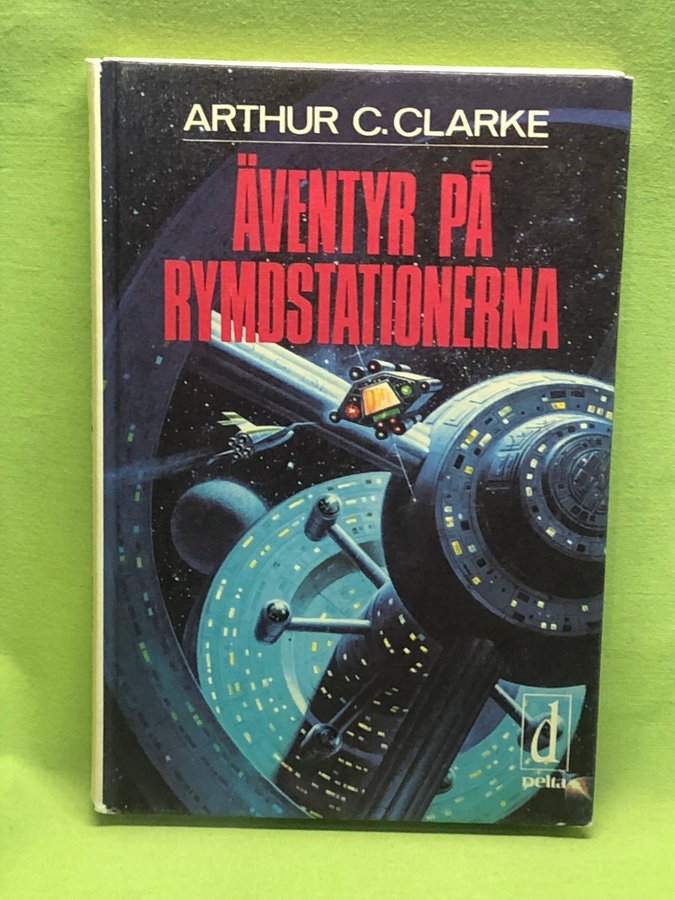 ARTHUR C. CLARKE
ÄVENTYR PÅ
RYMDSTATIONERNA
d
Delta